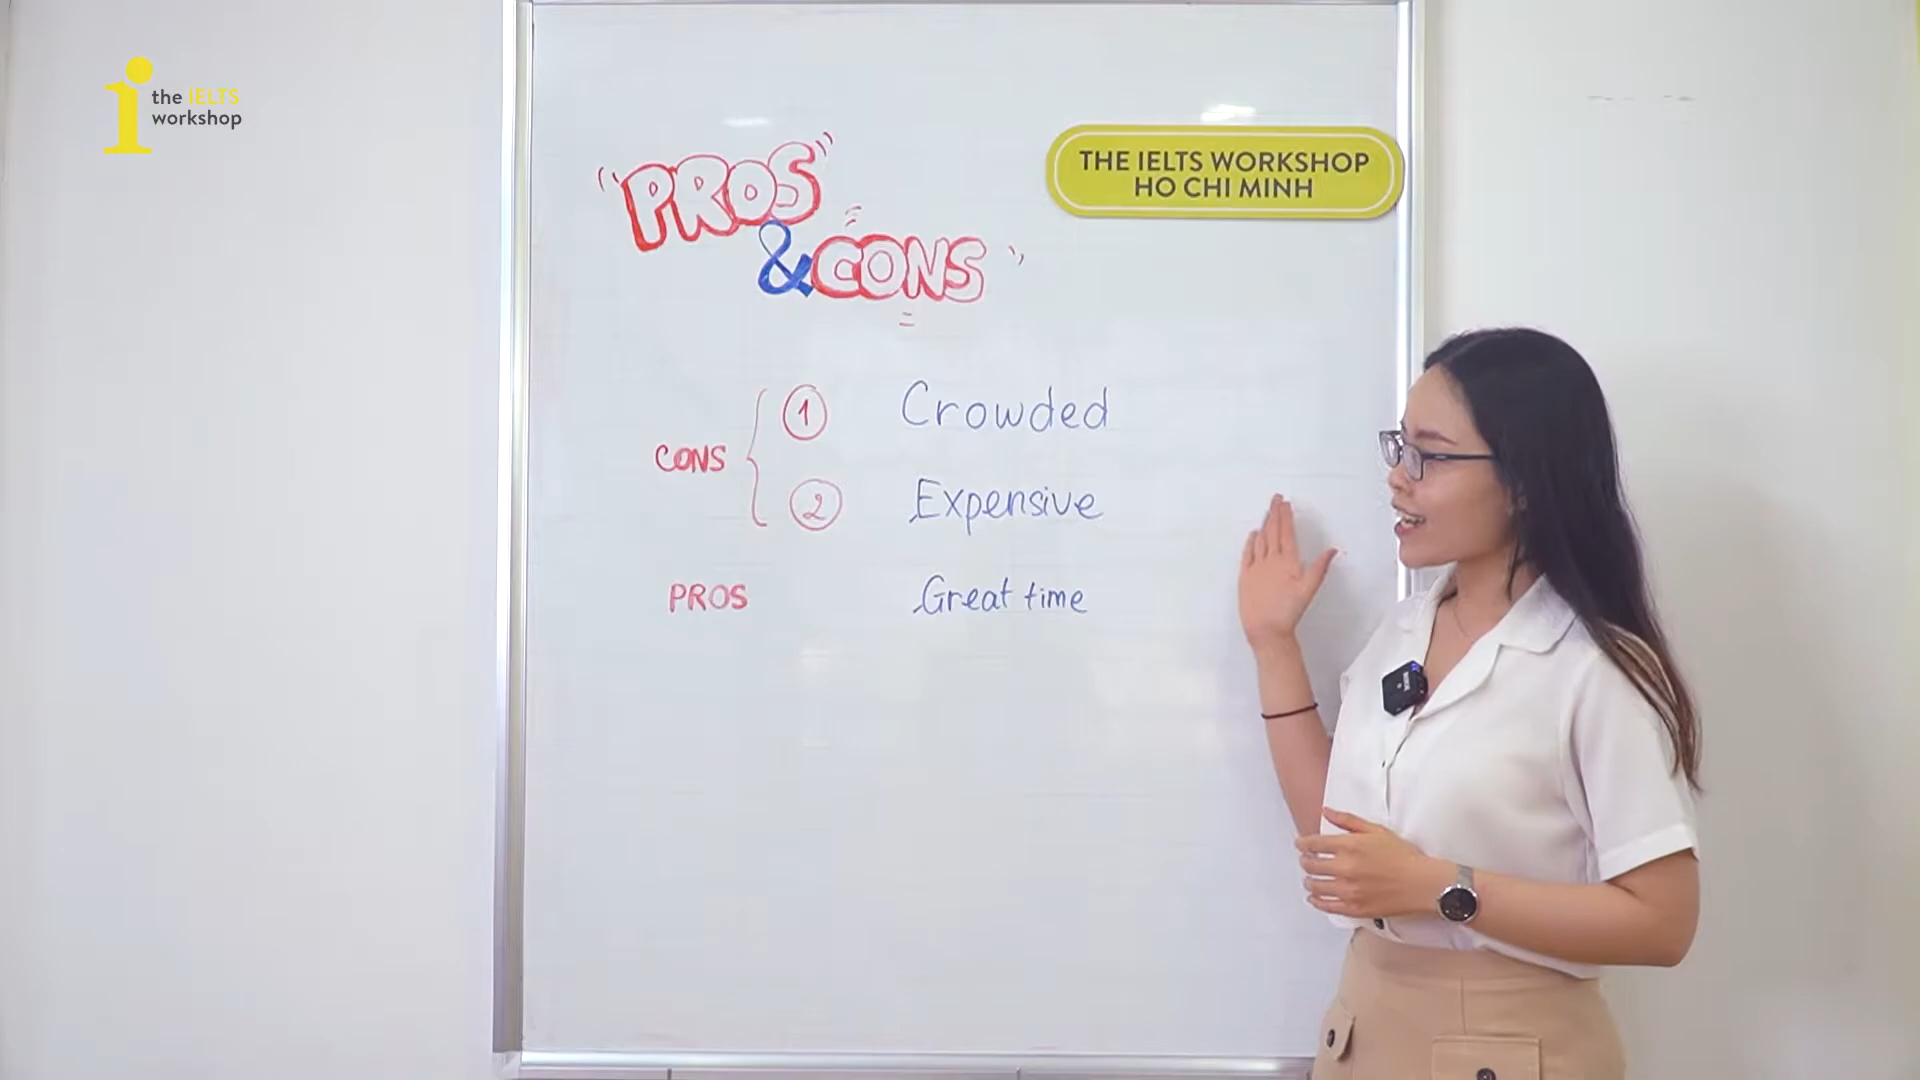 the IELTS
workshop
THE IELTS WORKSHOP
HO CHI MINH
"PROS"
& CONS
CONS
1 Crowded
2 Expensive
PROS Great time